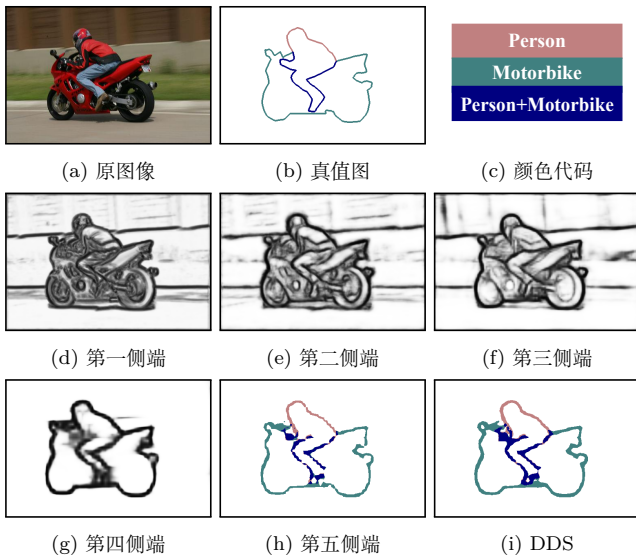 Person
Motorbike
Person+Motorbike
(a) 原图像
(b) 真值图
(c) 颜色代码
(d) 第一侧端
(e) 第二侧端
(f) 第三侧端
(g) 第四侧端
(h) 第五侧端
(i) DDS